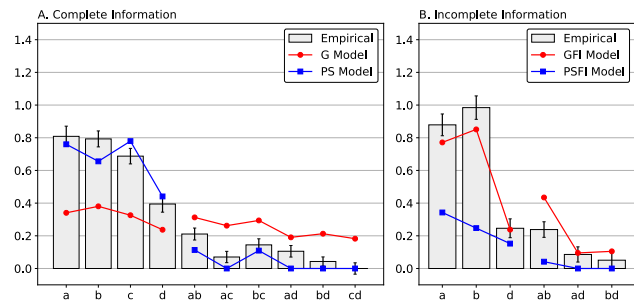 A. Complete Information
B. Incomplete Information
1.4
1.2
1.0
0.8
0.6
0.4
0.2
0.0
Empirical
G Model
PS Model
a b c d ab ac bc ad bd cd
1.4
1.2
1.0
0.8
0.6
0.4
0.2
0.0
Empirical
GFI Model
PSFI Model
a b d ab ad bd